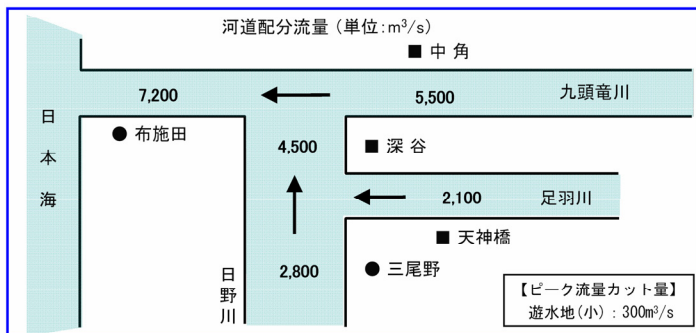 河道配分流量（単位：m³/s）
■ 中 角
7,200
5,500
九頭竜川
日本海
● 布施田
4,500
■ 深 谷
2,100
足羽川
■ 天神橋
日野川
2,800
● 三尾野
【ピーク流量カット量】
遊水地(小)：300m³/s